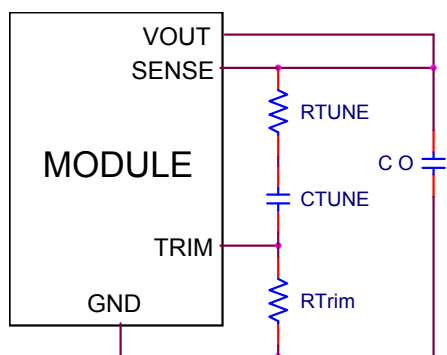 VOUT
SENSE
RTUNE
MODULE
C O
CTUNE
TRIM
RTrim
GND